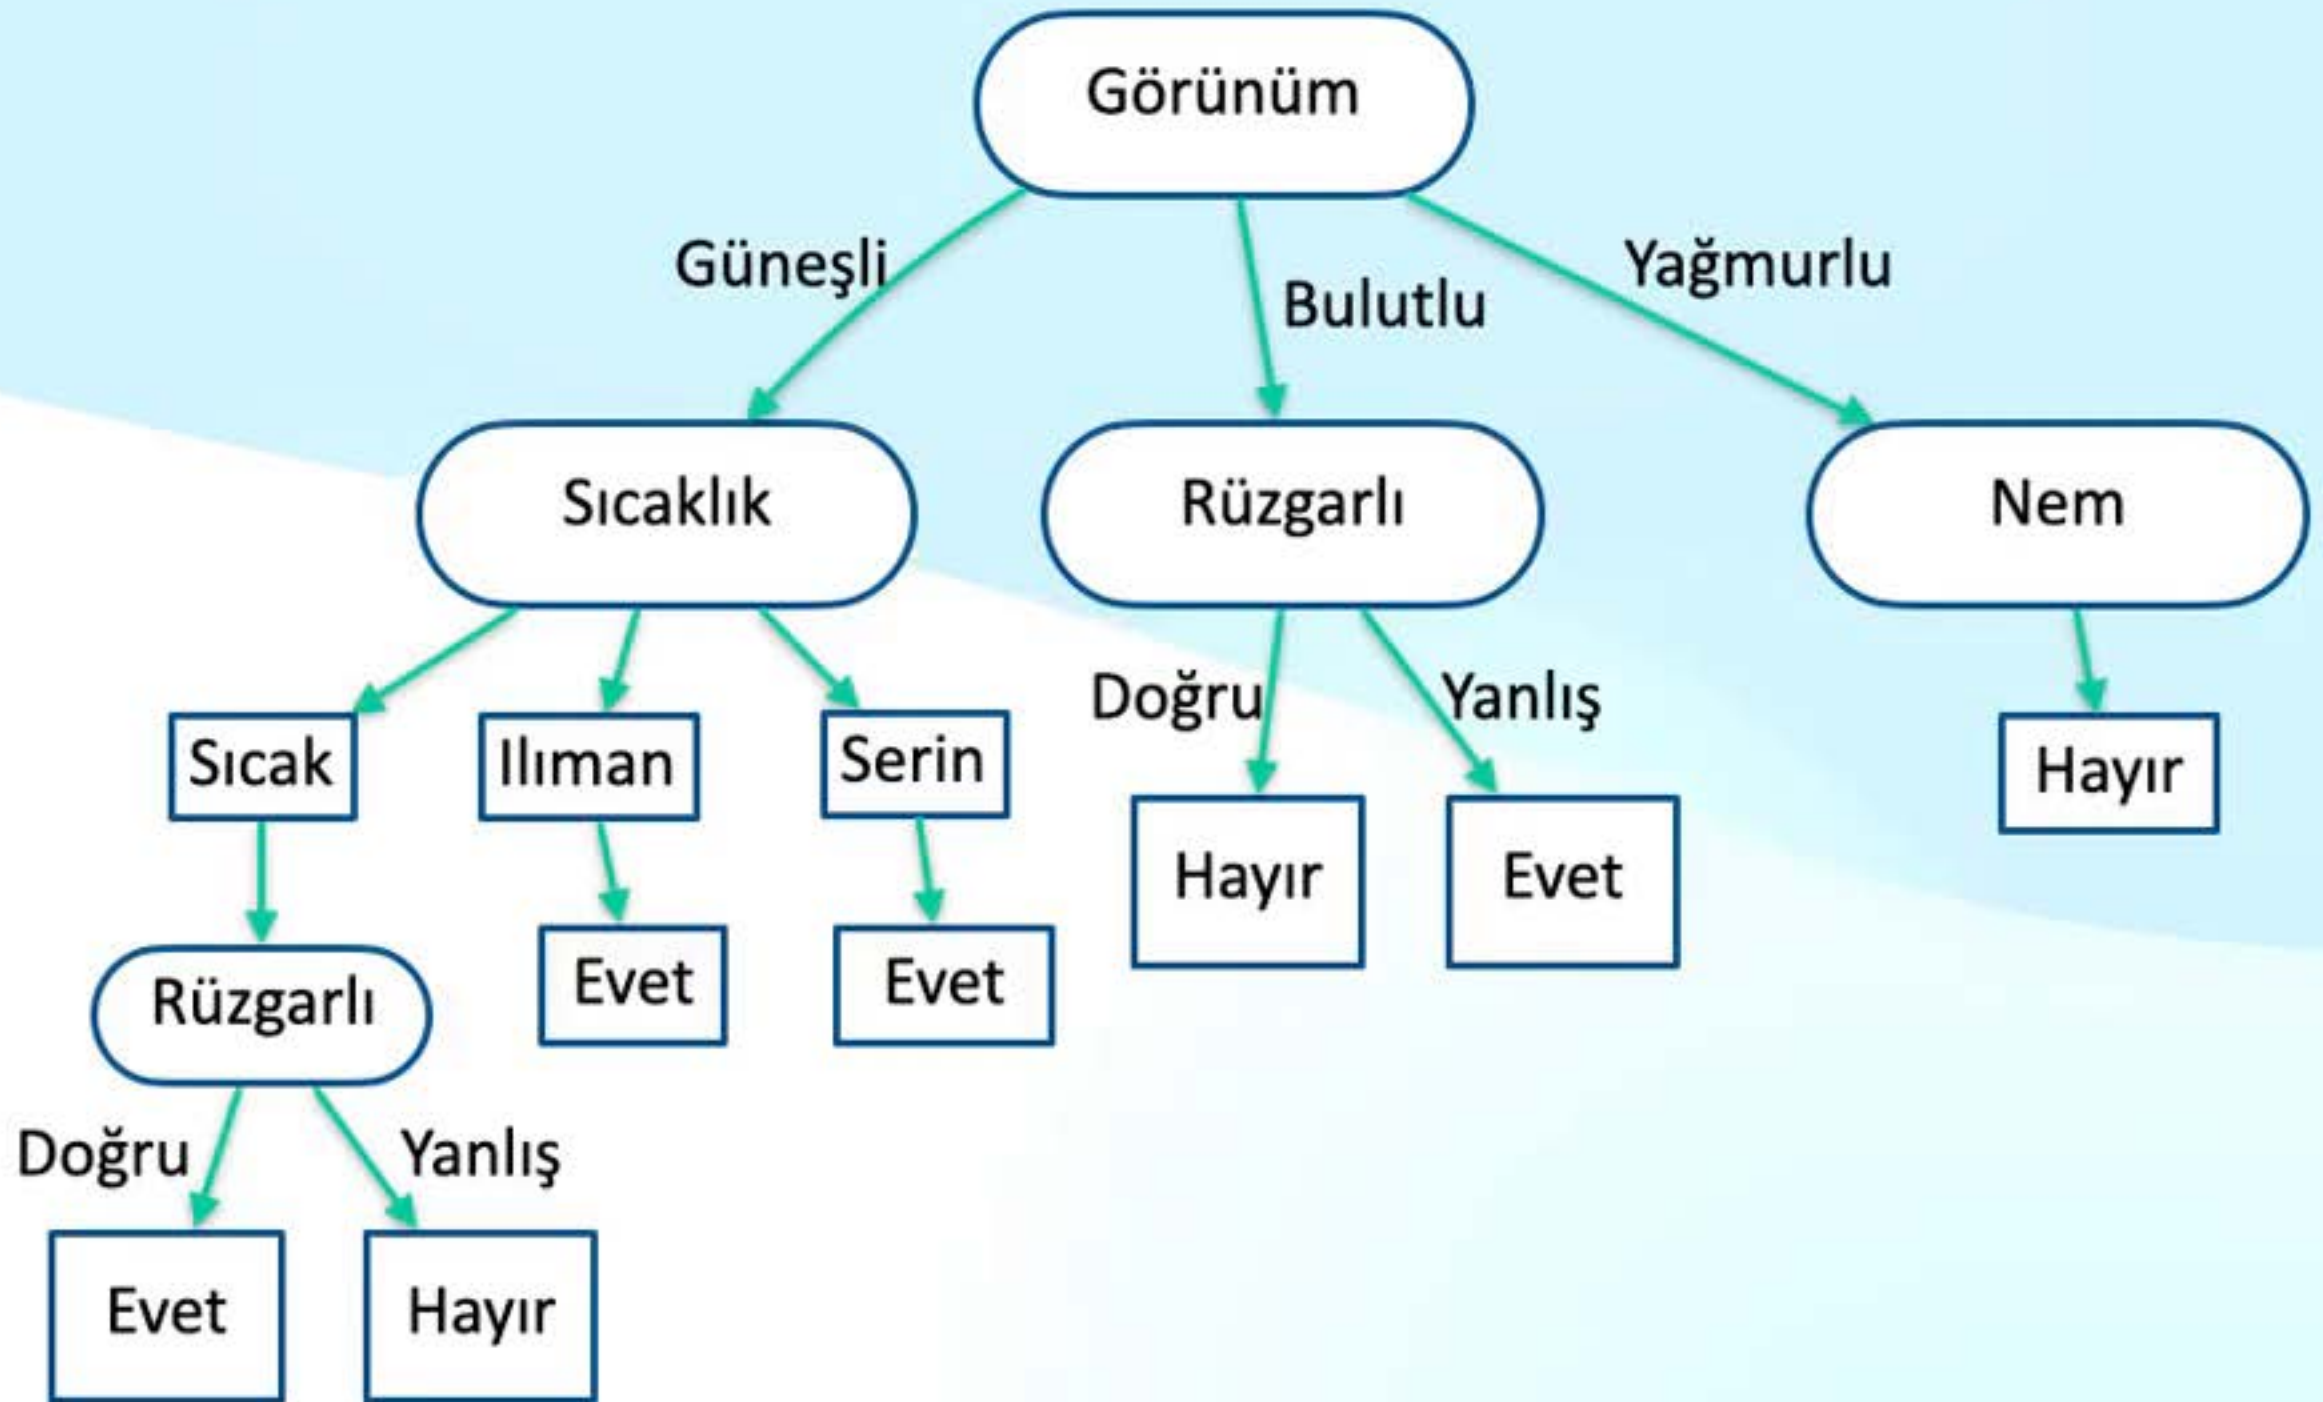 Görünüm
Güneşli
Bulutlu
Yağmurlu
Sıcaklık
Rüzgarlı
Nem
Doğru
Yanlış
Sıcak
Ilıman
Serin
Hayır
Hayır
Evet
Rüzgarlı
Evet
Evet
Doğru
Yanlış
Evet
Hayır